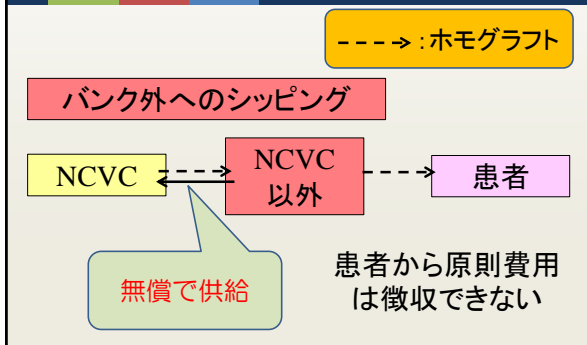 :ホモグラフト
バンク外へのシッピング
NCVC
NCVC
以外
患者
無償で供給
患者から原則費用
は徴収できない